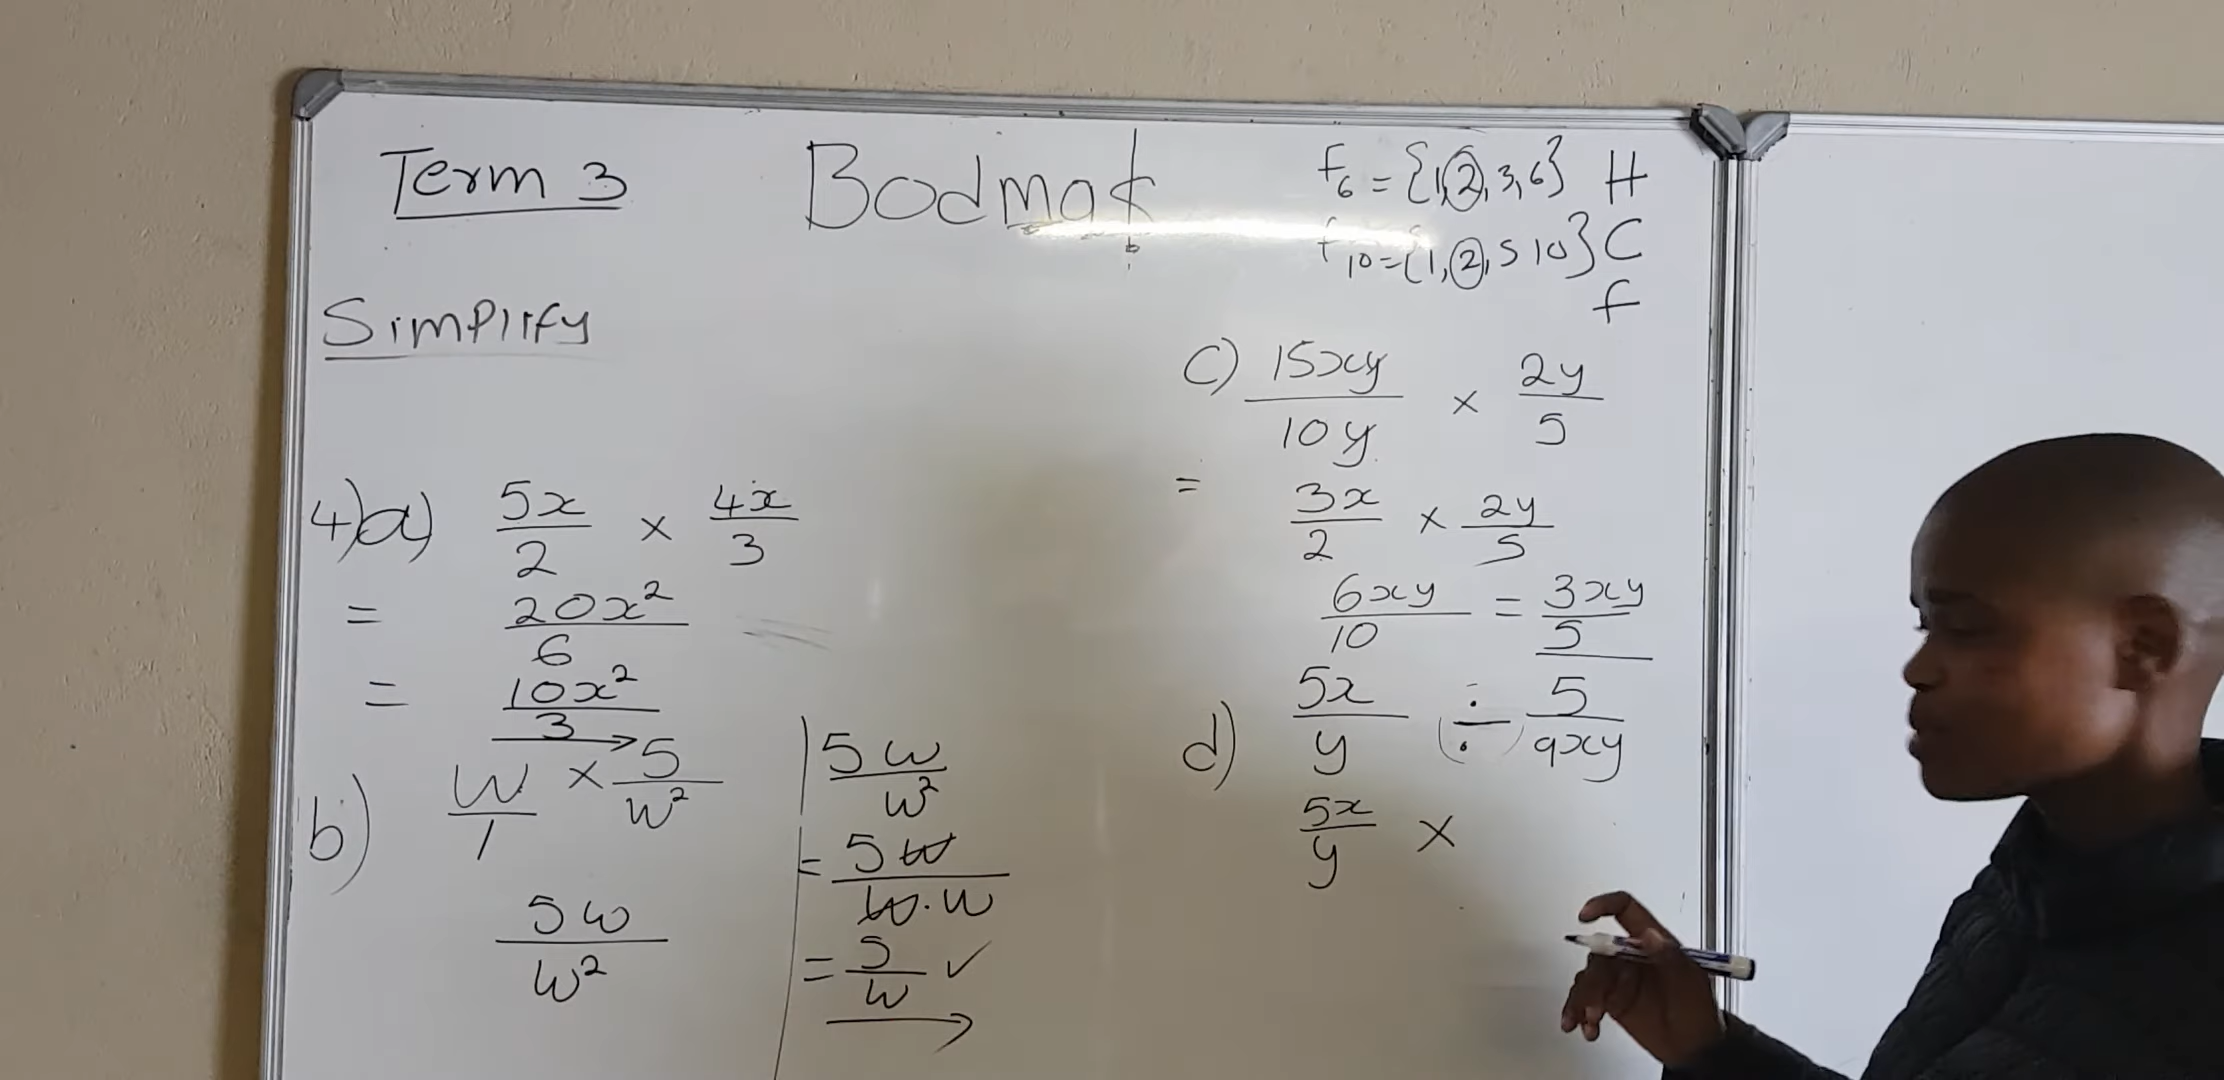 Term 3
Bodmas
F₆ = {1, 2, 3, 6} H
F₁₀ = {1, 2, 5 10} C
F
Simplify
4) a) 5x/2 × 4x/3
= 20x²/6
= 10x²/3
b) W/1 × 5/w²
5w/w²
5w/w²
= 5w/w.w
= 5/w ✓
c) 15xy/10y × 2y/5
= 3x/2 × 2y/5
6xy/10 = 3xy/5
d) 5x/y ÷ 5/9xy
5x/y ×